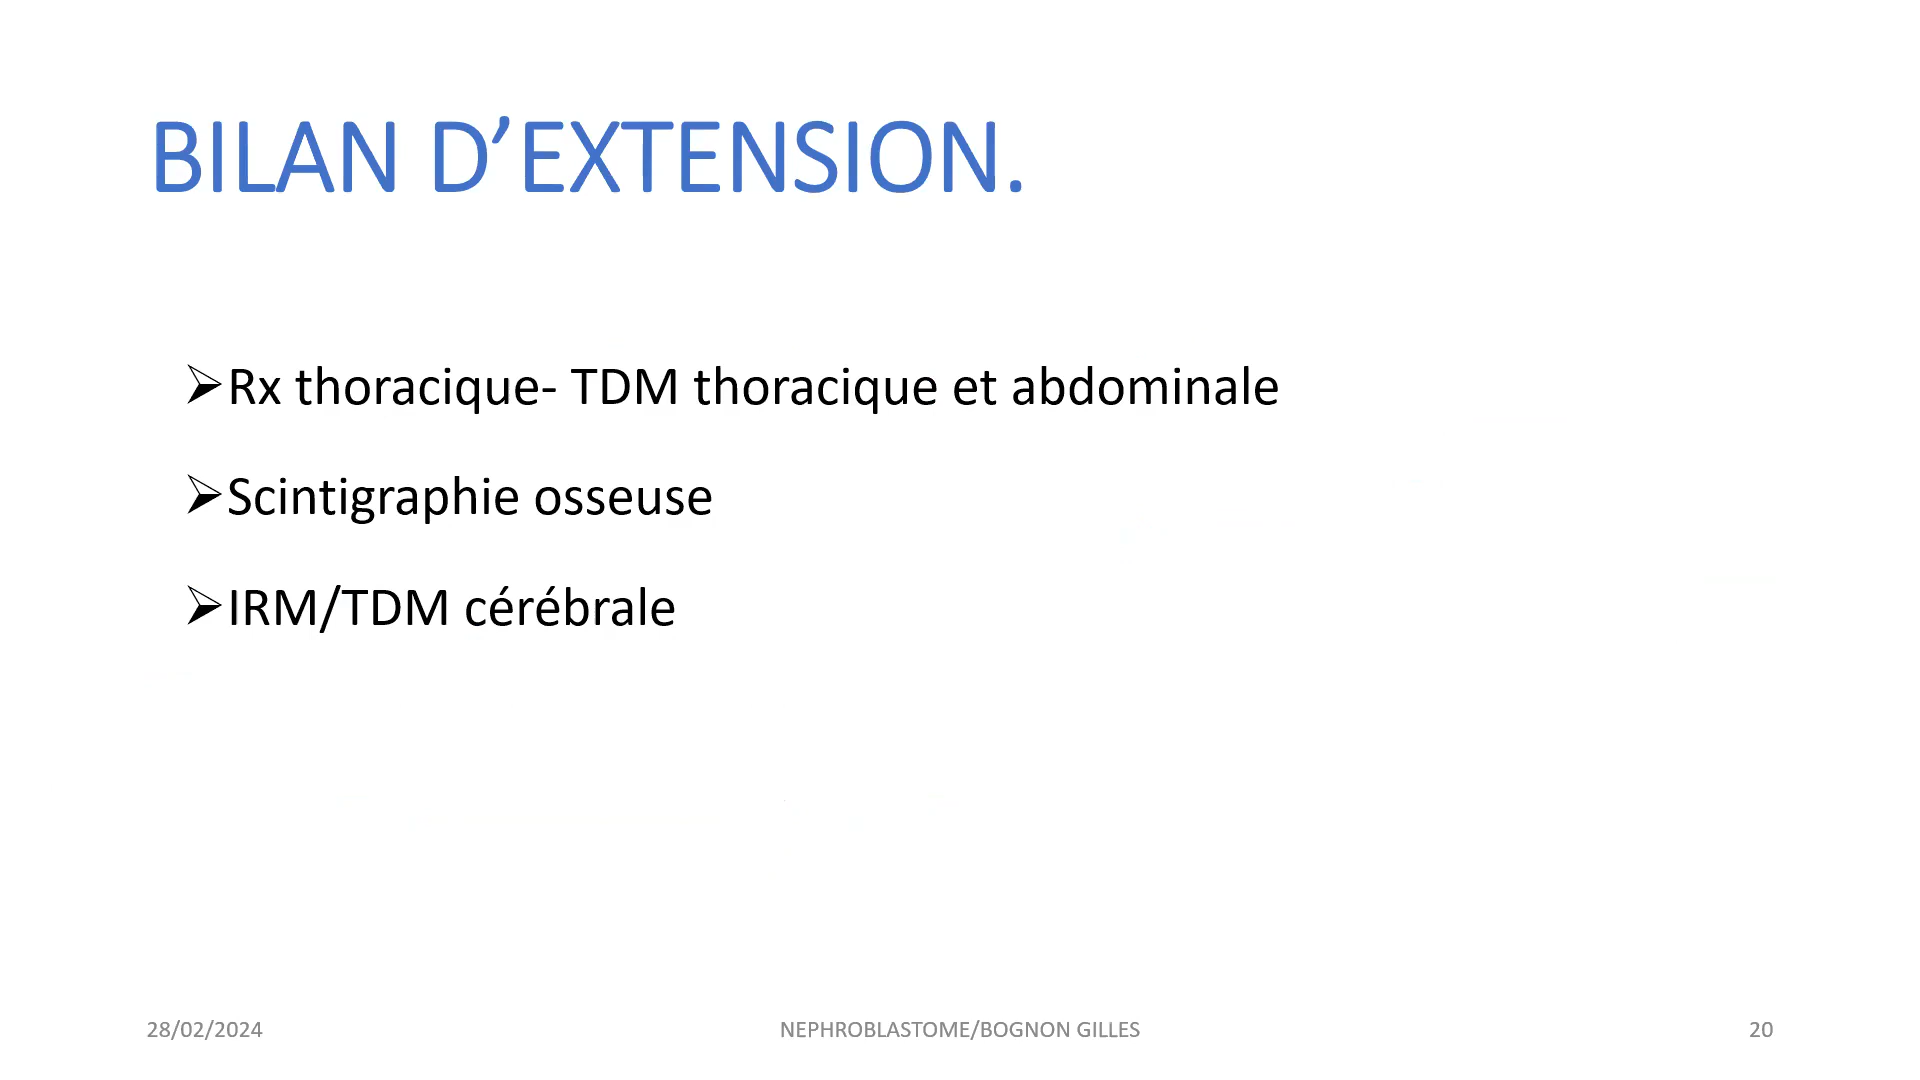 BILAN D’EXTENSION.
➢Rx thoracique- TDM thoracique et abdominale
➢Scintigraphie osseuse
➢IRM/TDM cérébrale
28/02/2024
NEPHROBLASTOME/BOGNON GILLES
20